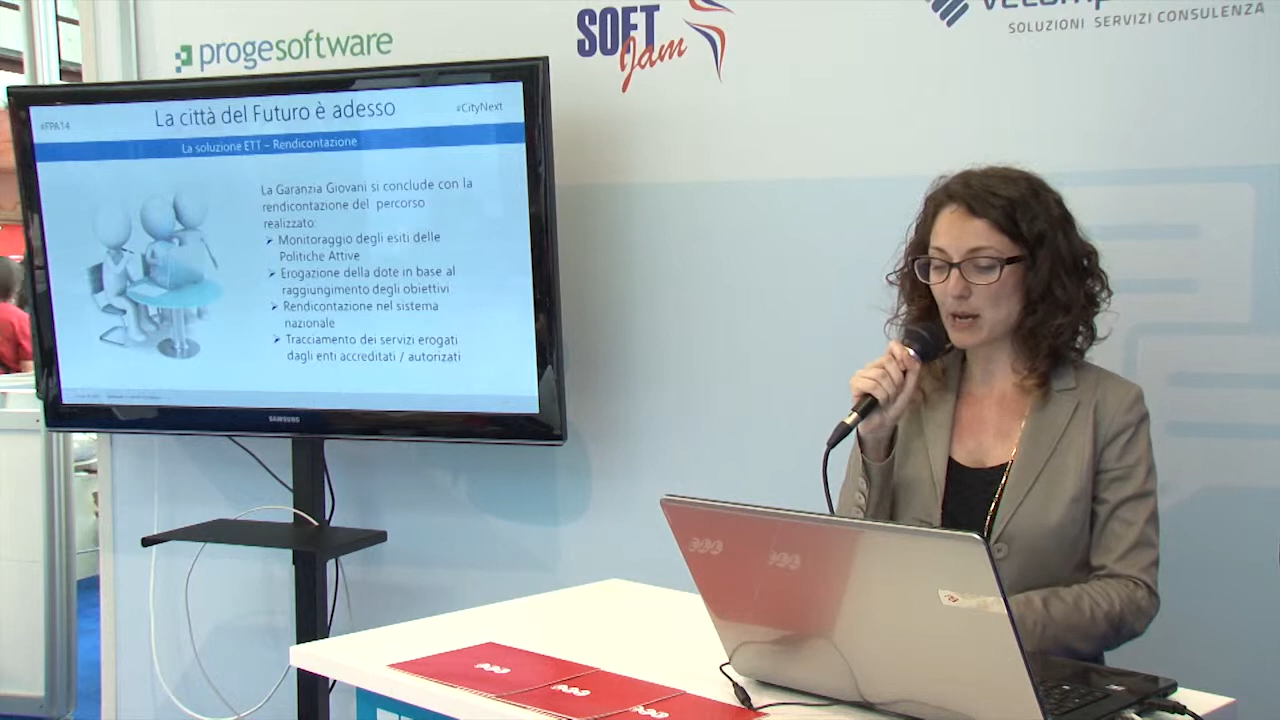 progesoftware
SOFT
Jam
SOLUZIONI SERVIZI CONSULENZA
La città del Futuro è adesso
#FPA14
#CityNext
La soluzione ETT – Rendicontazione
La Garanzia Giovani si conclude con la
rendicontazione del percorso
realizzato:
➢ Monitoraggio degli esiti delle
Politiche Attive
➢ Erogazione della dote in base al
raggiungimento degli obiettivi
➢ Rendicontazione nel sistema
nazionale
➢ Tracciamento dei servizi erogati
dagli enti accreditati / autorizzati
SAMSUNG